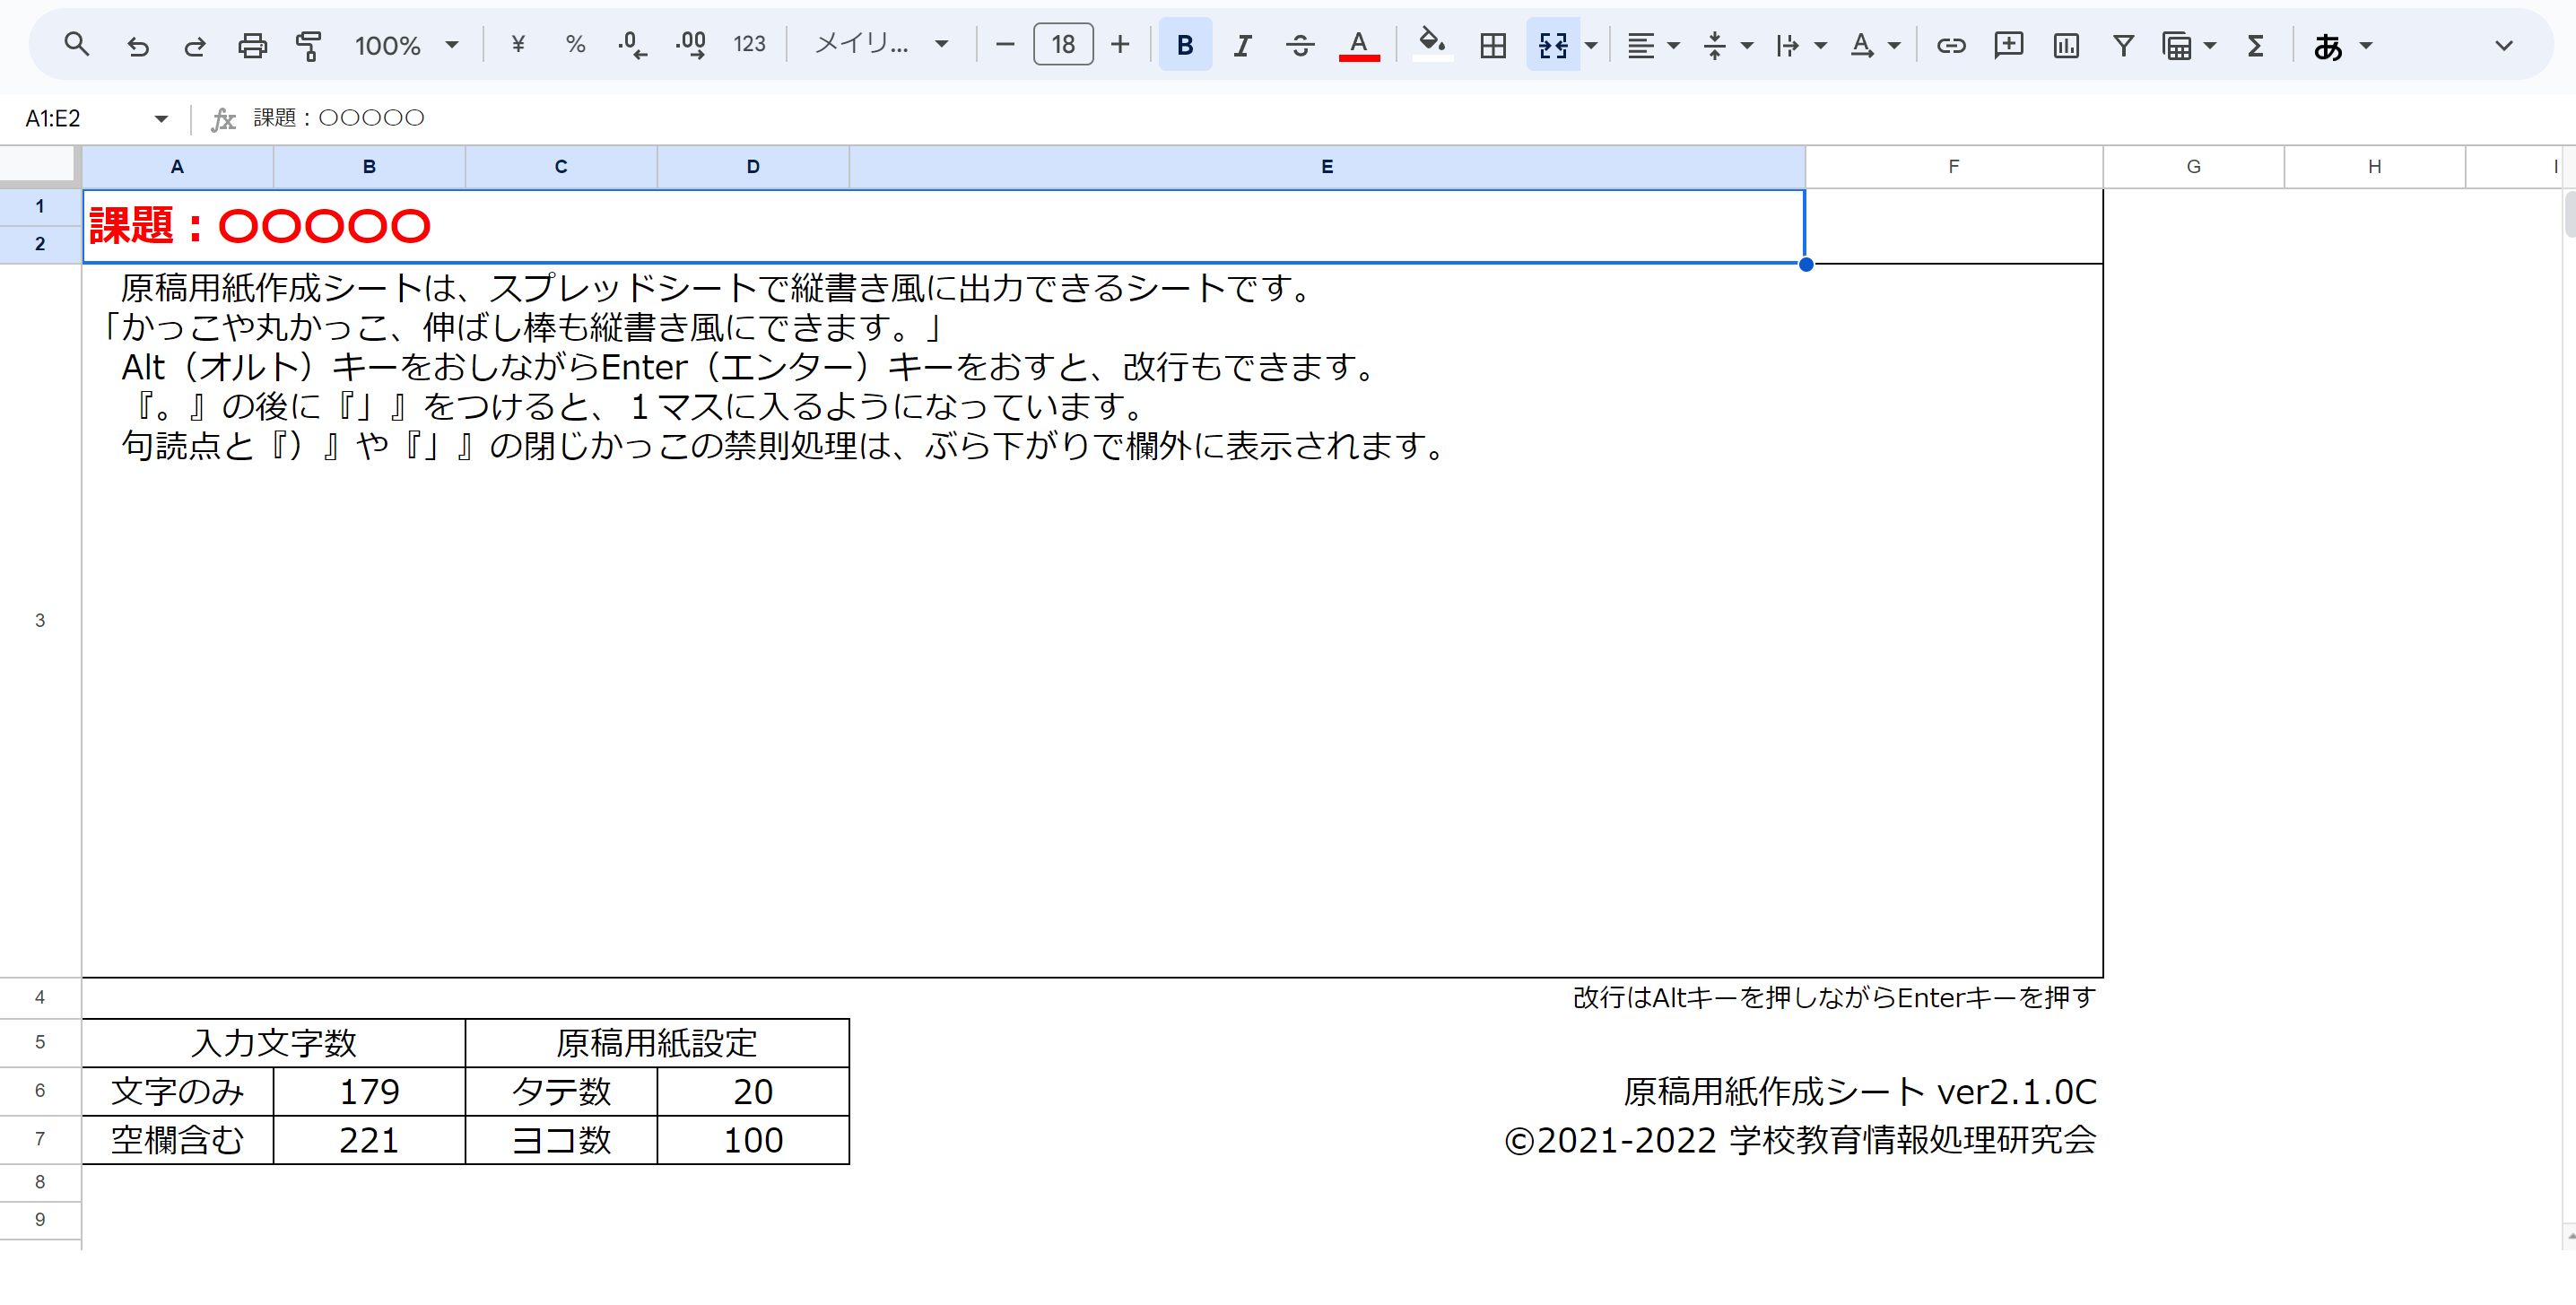 100%
¥ % .0 .00 123 メイリ... 18 B I A A Σ あ
A1:E2 fx 課題：〇〇〇〇〇
A B C D E F G H I
1
2
課題：〇〇〇〇〇
3
　原稿用紙作成シートは、スプレッドシートで縦書き風に出力できるシートです。
「かっこや丸かっこ、伸ばし棒も縦書き風にできます。」
　Alt（オルト）キーをおしながらEnter（エンター）キーをおすと、改行もできます。
　『。』の後に『」』をつけると、１マスに入るようになっています。
　句読点と『）』や『」』の閉じかっこの禁則処理は、ぶら下がりで欄外に表示されます。
4 改行はAltキーを押しながらEnterキーを押す
5 入力文字数 原稿用紙設定
6 文字のみ 179 タテ数 20 原稿用紙作成シート ver2.1.0C
7 空欄含む 221 ヨコ数 100 ©2021-2022 学校教育情報処理研究会
8
9